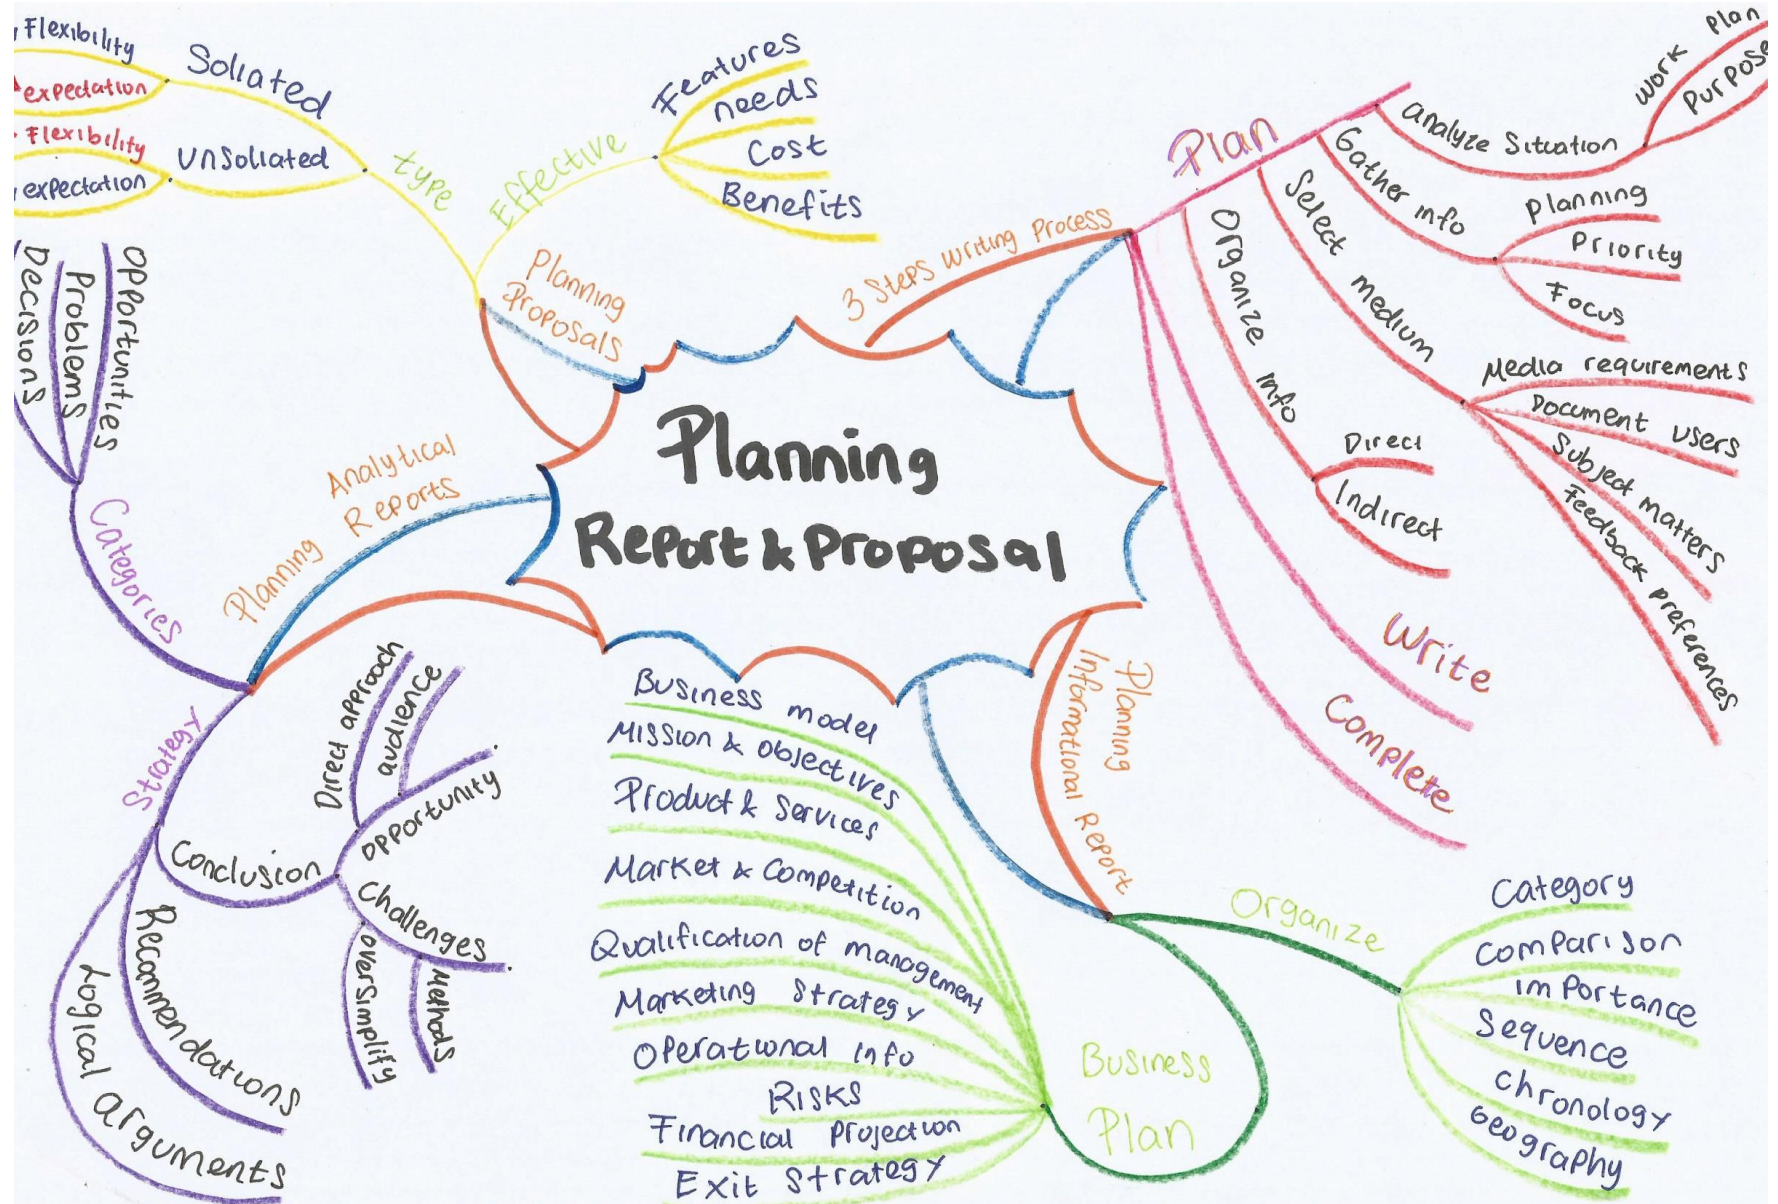 Planning
Report & Proposal
3 Steps Writing Process
Plan
analyze Situation
Work Plan
Purpose
Gather info
Planning
Priority
Focus
Select medium
Media requirements
Document users
Subject matters
Feedback preferences
Organize info
Direct
Indirect
Write
Complete
Planning
Informational Report
Organize
Category
Comparison
importance
Sequence
chronology
Geography
Business
Plan
Business model
Mission & objectives
Product & Services
Market & Competition
Qualification of management
Marketing Strategy
Operational info
Risks
Financial Projection
Exit Strategy
Planning Analytical
Reports
Strategy
Conclusion
opportunity
Direct approach
audience
Challenges
oversimplify
Methods
Recommendations
Logical arguments
Categories
Opportunities
Problems
Decisions
Planning
Proposals
type
Soliated
Flexibility
expectation
Unsoliated
Flexibility
expectation
Effective
Features
needs
Cost
Benefits